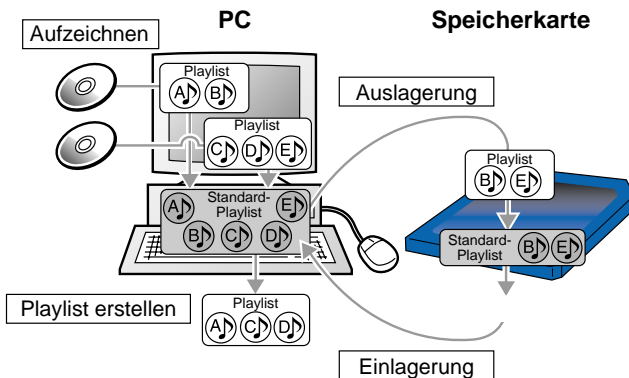 PC
Speicherkarte
Aufzeichnen
Playlist
A♪ B♪
Auslagerung
Playlist
C♪ D♪ E♪
Playlist
B♪ E♪
A♪ Standard-
Playlist E♪
B♪ C♪ D♪
Standard-
Playlist B♪ E♪
Playlist erstellen
Playlist
A♪ C♪ D♪
Einlagerung